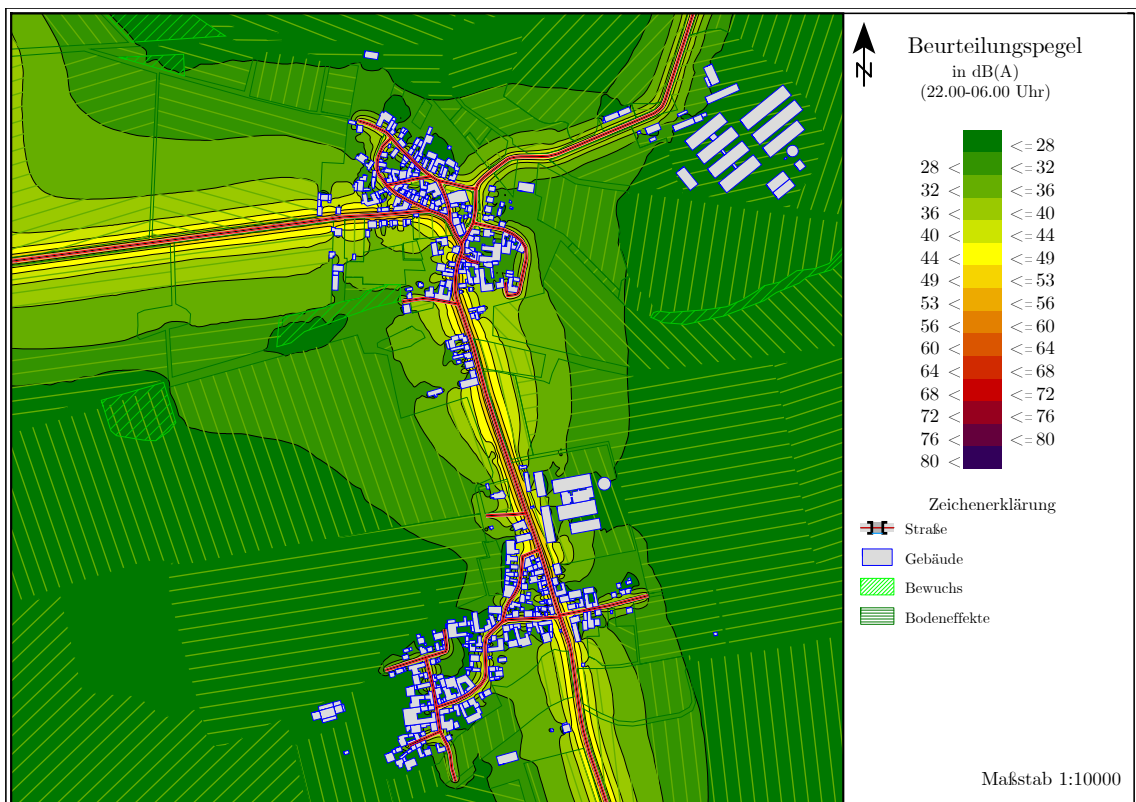 N
Beurteilungspegel
in dB(A)
(22.00-06.00 Uhr)
<= 28
28 < <= 32
32 < <= 36
36 < <= 40
40 < <= 44
44 < <= 49
49 < <= 53
53 < <= 56
56 < <= 60
60 < <= 64
64 < <= 68
68 < <= 72
72 < <= 76
76 < <= 80
80 <
Zeichenerklärung
Straße
Gebäude
Bewuchs
Bodeneffekte
Maßstab 1:10000